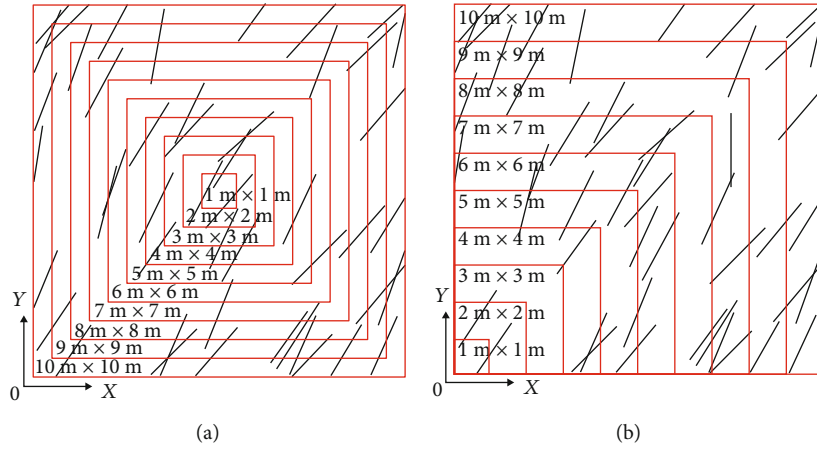 1 m × 1 m
2 m × 2 m
3 m × 3 m
4 m × 4 m
5 m × 5 m
6 m × 6 m
7 m × 7 m
8 m × 8 m
9 m × 9 m
10 m × 10 m
Y
0
X
(a)
10 m × 10 m
9 m × 9 m
8 m × 8 m
7 m × 7 m
6 m × 6 m
5 m × 5 m
4 m × 4 m
3 m × 3 m
2 m × 2 m
1 m × 1 m
Y
0
X
(b)